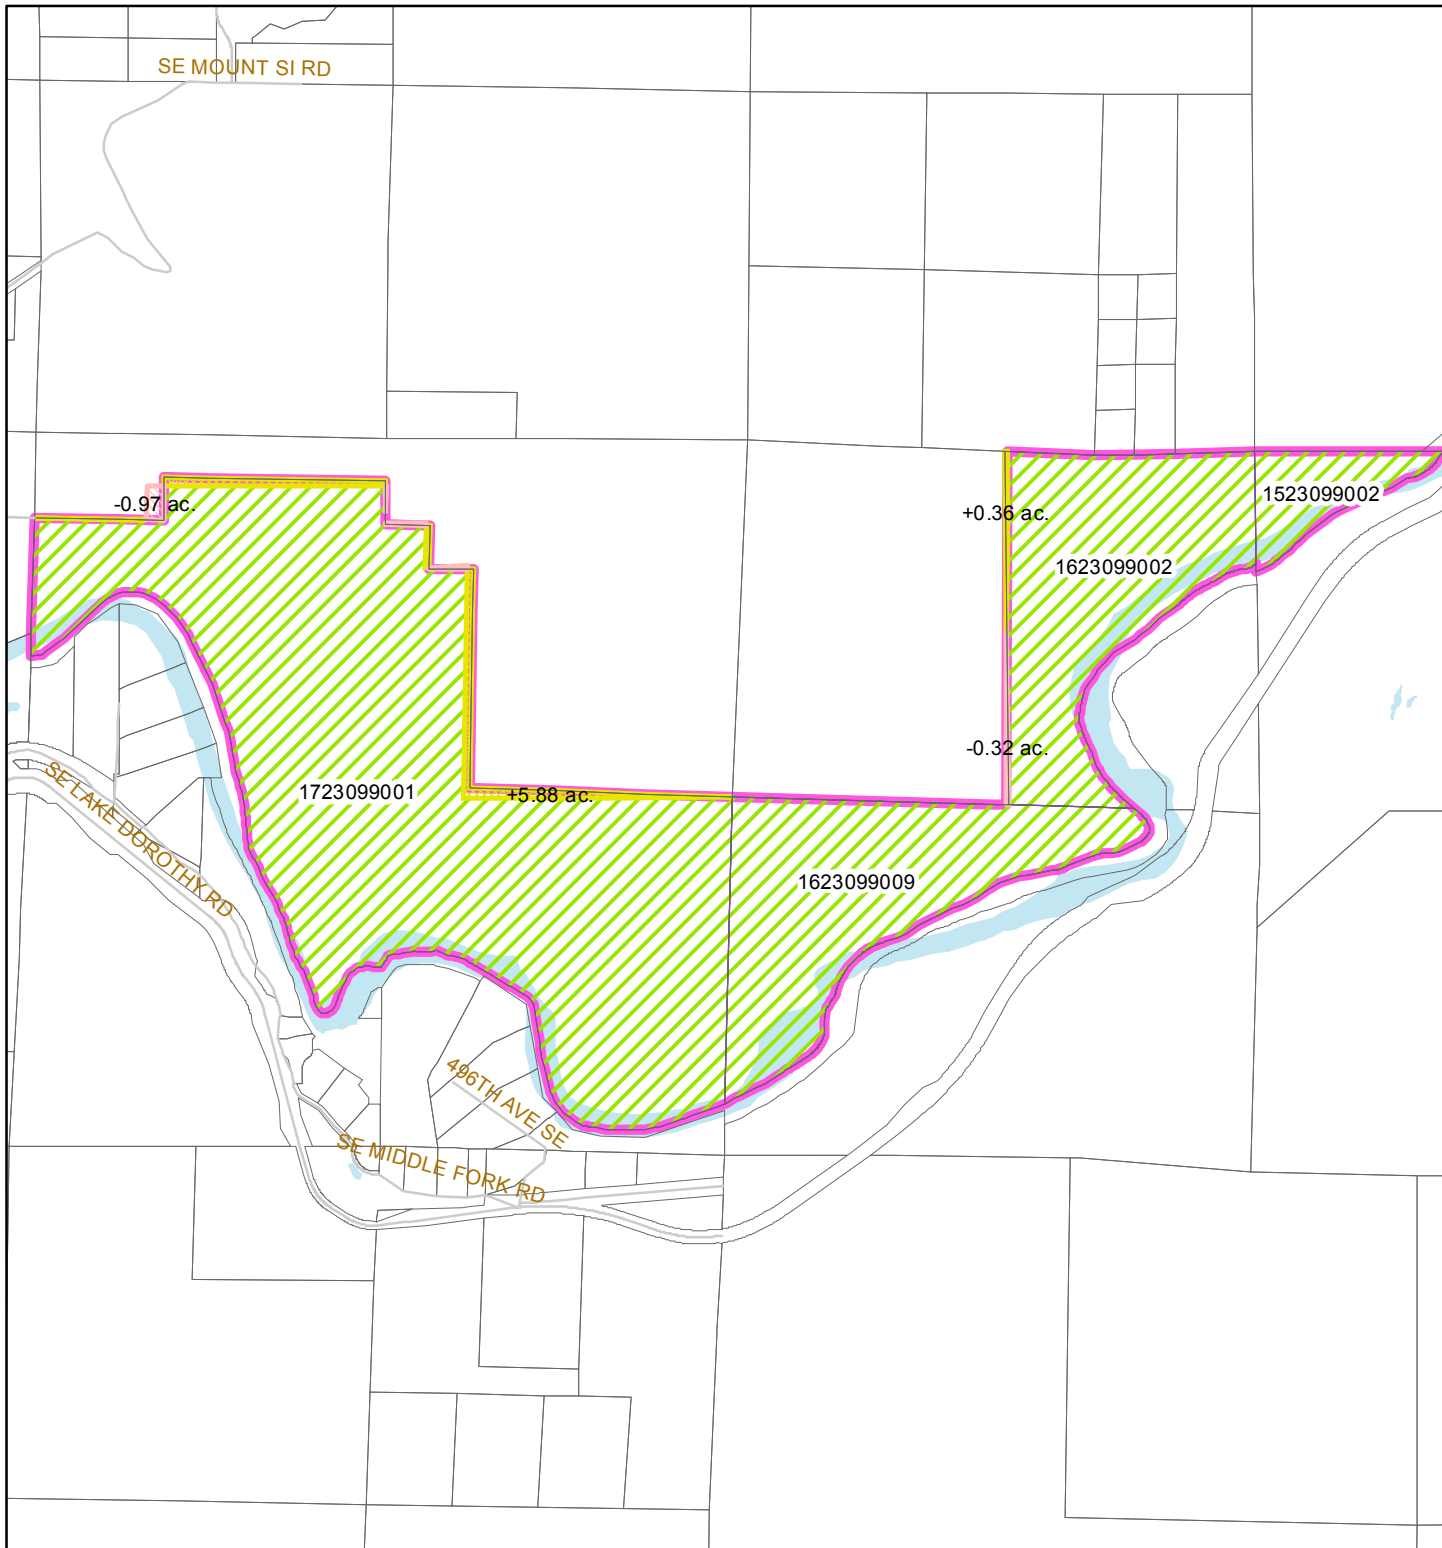 SE MOUNT SI RD
-0.97 ac.
1523099002
+0.36 ac.
1623099002
-0.32 ac.
1723099001
+5.88 ac.
SE LAKE DOROTHY RD
1623099009
496TH AVE SE
SE MIDDLE FORK RD